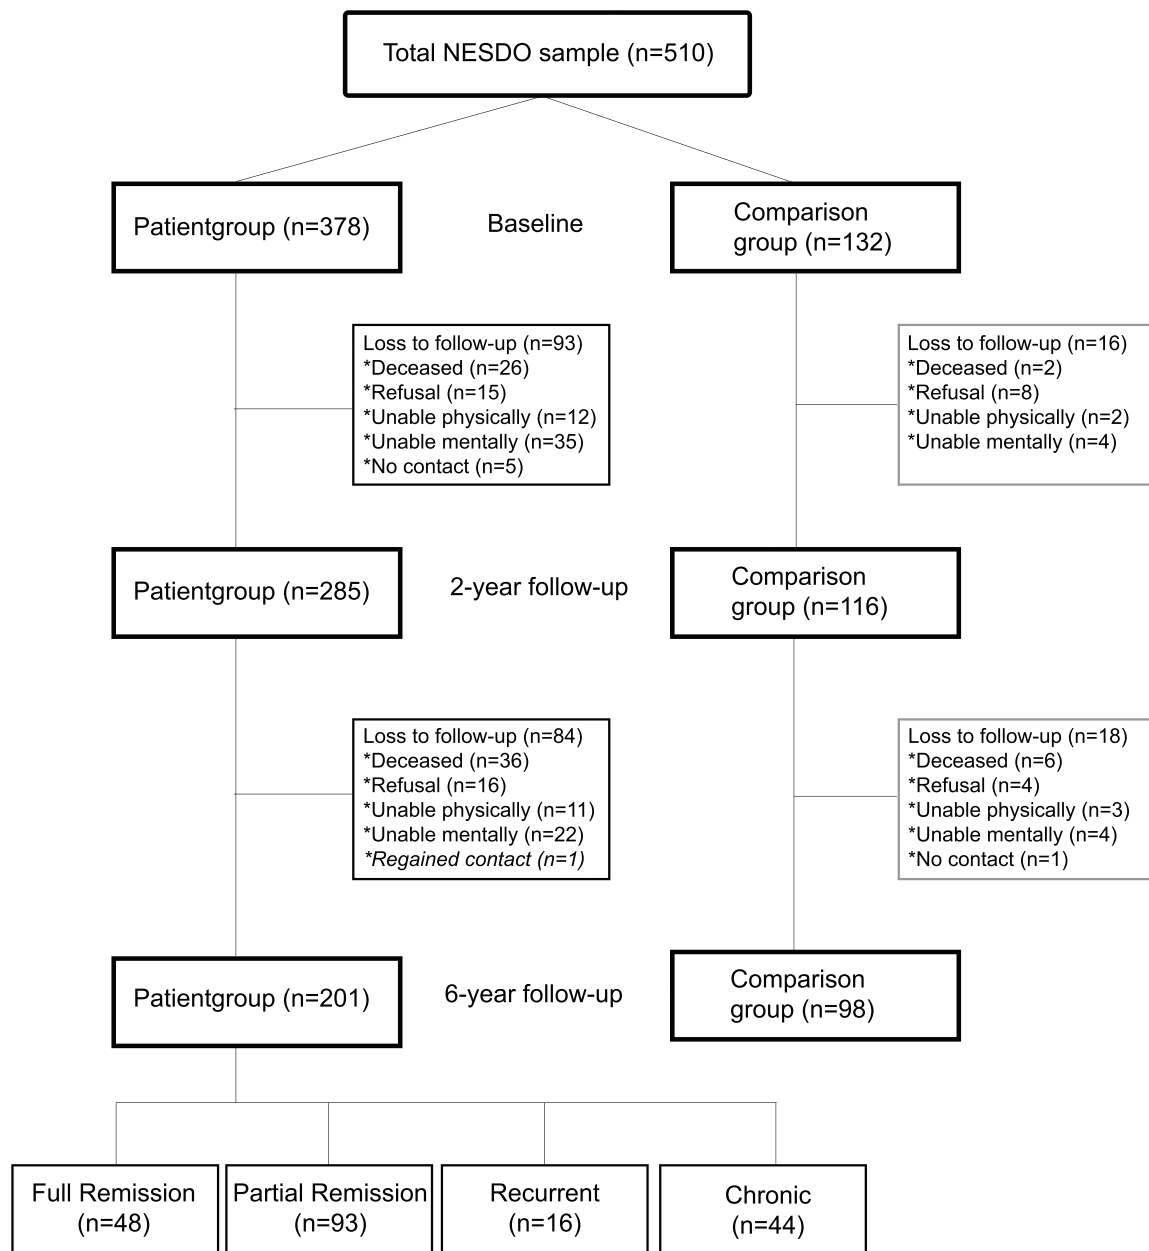 Total NESDO sample (n=510)
Patientgroup (n=378)
Baseline
Comparison
group (n=132)
Loss to follow-up (n=93)
*Deceased (n=26)
*Refusal (n=15)
*Unable physically (n=12)
*Unable mentally (n=35)
*No contact (n=5)
Loss to follow-up (n=16)
*Deceased (n=2)
*Refusal (n=8)
*Unable physically (n=2)
*Unable mentally (n=4)
Patientgroup (n=285)
2-year follow-up
Comparison
group (n=116)
Loss to follow-up (n=84)
*Deceased (n=36)
*Refusal (n=16)
*Unable physically (n=11)
*Unable mentally (n=22)
*Regained contact (n=1)
Loss to follow-up (n=18)
*Deceased (n=6)
*Refusal (n=4)
*Unable physically (n=3)
*Unable mentally (n=4)
*No contact (n=1)
Patientgroup (n=201)
6-year follow-up
Comparison
group (n=98)
Full Remission
(n=48)
Partial Remission
(n=93)
Recurrent
(n=16)
Chronic
(n=44)